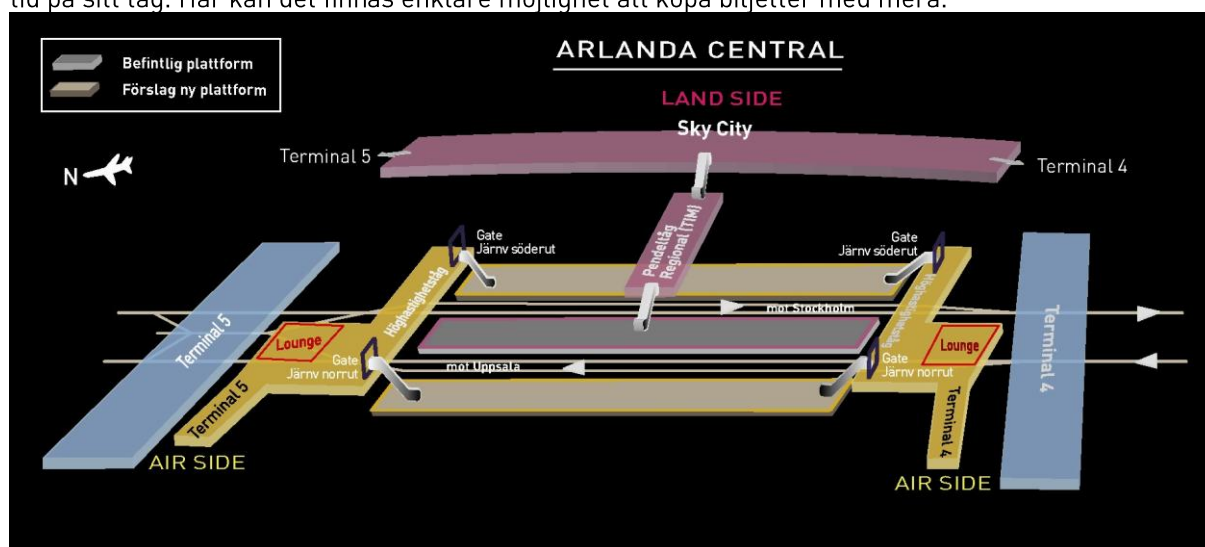 tid på sitt tåg. Här kan det finnas enklare möjlighet att köpa biljetter med mera.
Befintlig plattform
Förslag ny plattform
ARLANDA CENTRAL
LAND SIDE
Sky City
Terminal 5
Terminal 4
N
Gate
Järnv söderut
Pendeltåg
Regional (TIM)
Gate
Järnv söderut
Höghastighetståg
Höghastighetståg
mot Stockholm
Terminal 5
Lounge
Lounge
Gate
Järnv norrut
mot Uppsala
Gate
Järnv norrut
Terminal 4
Terminal 5
Terminal 4
AIR SIDE
AIR SIDE